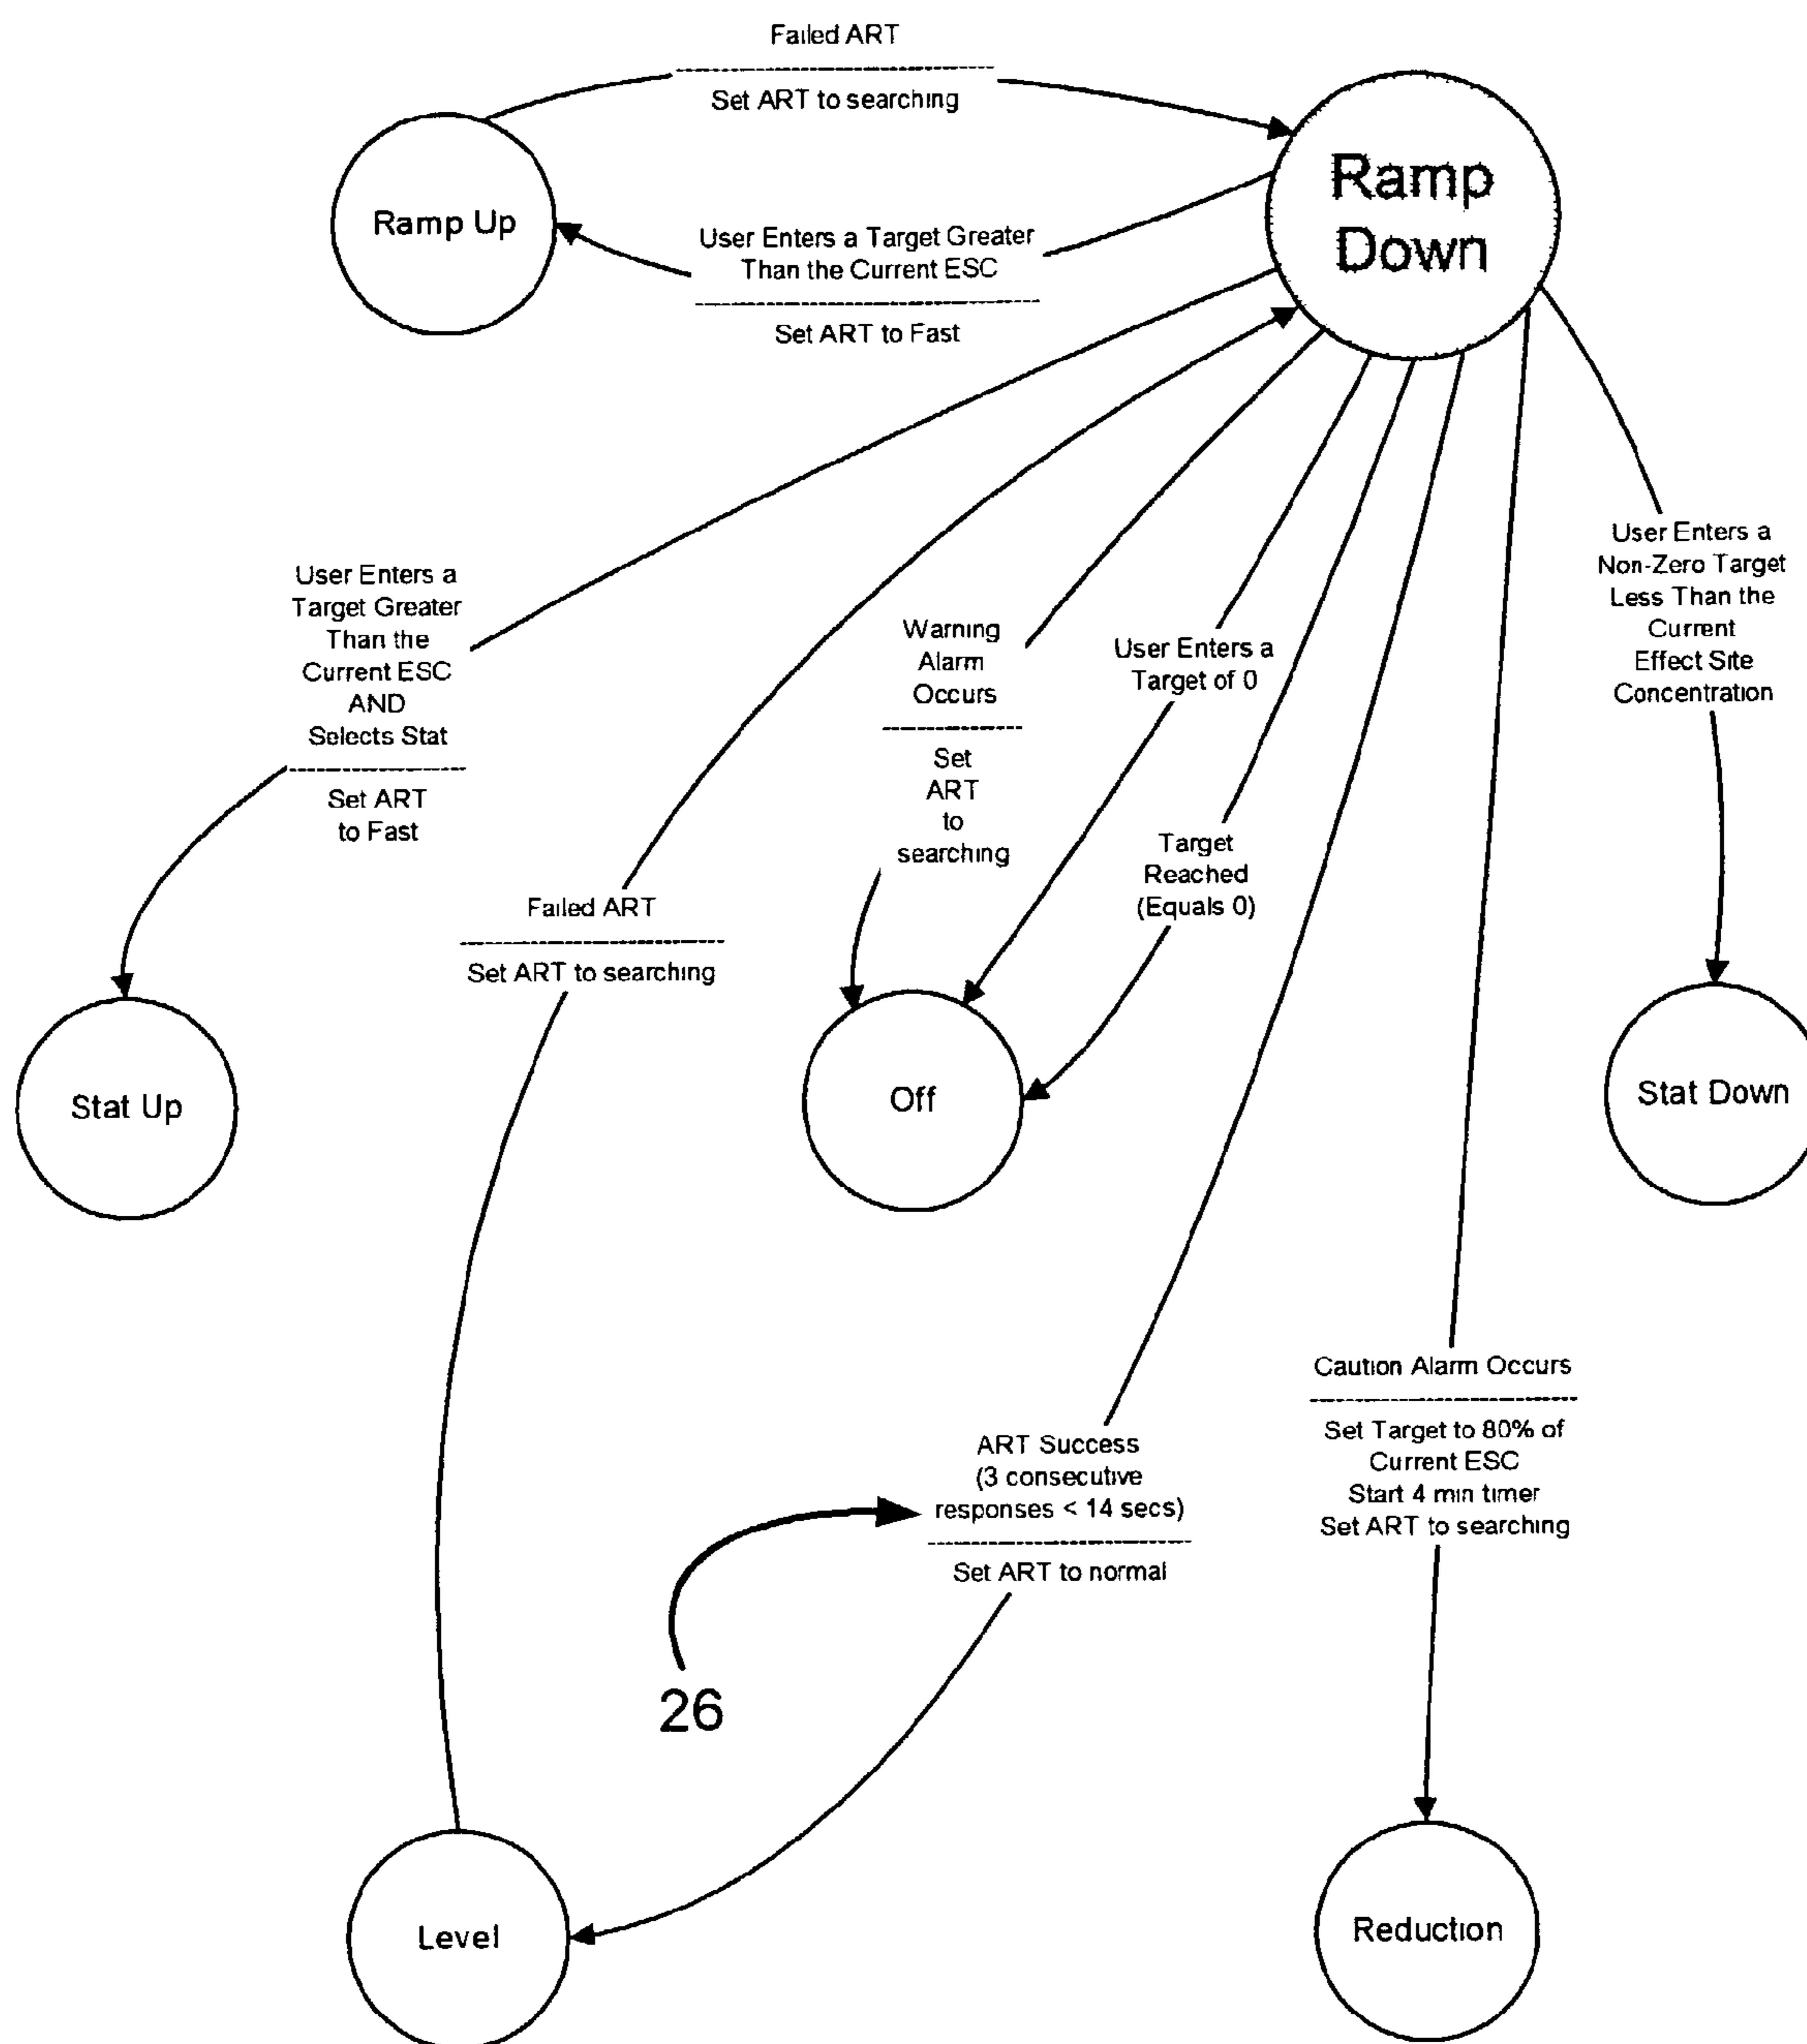 Failed ART
Set ART to searching
Ramp
Down
Ramp Up
User Enters a Target Greater
Than the Current ESC
Set ART to Fast
User Enters a
Non-Zero Target
Less Than the
Current
Effect Site
Concentration
User Enters a
Target Greater
Than the
Current ESC
AND
Selects Stat
Set ART
to Fast
Warning
Alarm
Occurs
Set
ART
to
searching
User Enters a
Target of 0
Target
Reached
(Equals 0)
Failed ART
Set ART to searching
Stat Up
Off
Stat Down
Caution Alarm Occurs
Set Target to 80% of
Current ESC
Start 4 min timer
Set ART to searching
ART Success
(3 consecutive
responses < 14 secs)
Set ART to normal
26
Level
Reduction